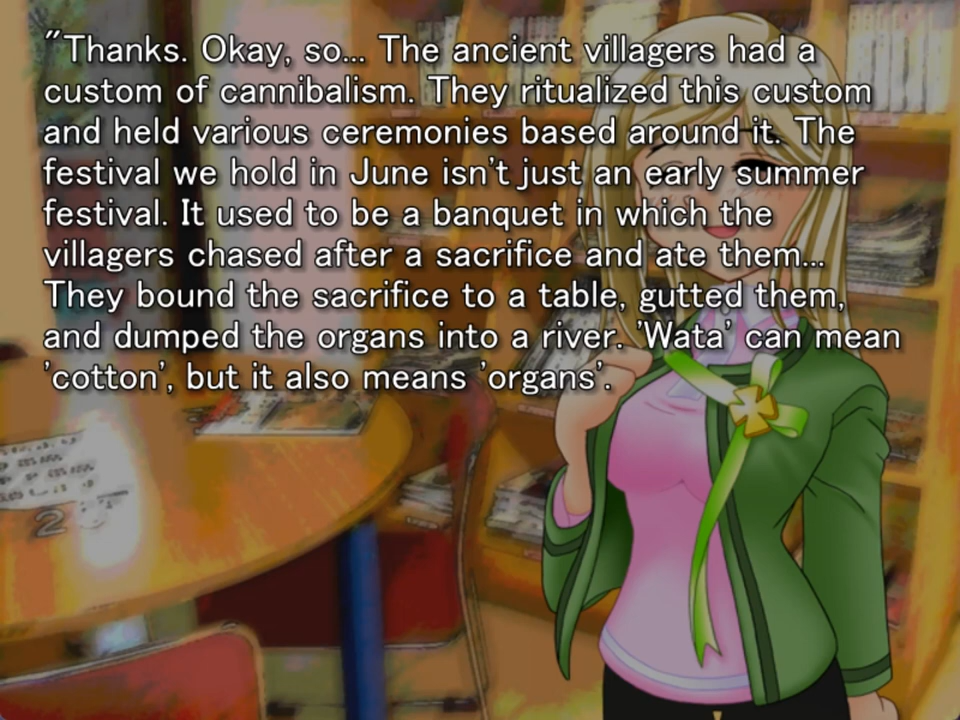 "Thanks. Okay, so... The ancient villagers had a
custom of cannibalism. They ritualized this custom
and held various ceremonies based around it. The
festival we hold in June isn't just an early summer
festival. It used to be a banquet in which the
villagers chased after a sacrifice and ate them...
They bound the sacrifice to a table, gutted them,
and dumped the organs into a river. 'Wata' can mean
'cotton', but it also means 'organs'.
2